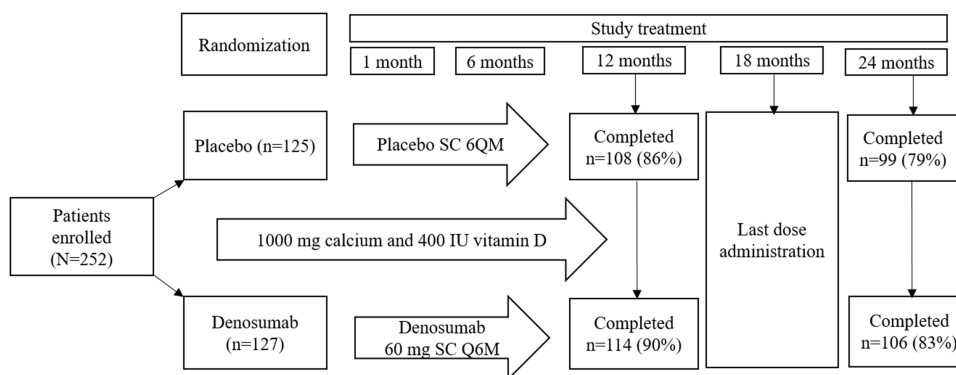 Randomization
Study treatment
1 month
6 months
12 months
18 months
24 months
Placebo (n=125)
Placebo SC 6QM
Completed
n=108 (86%)
Completed
n=99 (79%)
Patients
enrolled
(N=252)
1000 mg calcium and 400 IU vitamin D
Last dose
administration
Denosumab
(n=127)
Denosumab
60 mg SC Q6M
Completed
n=114 (90%)
Completed
n=106 (83%)